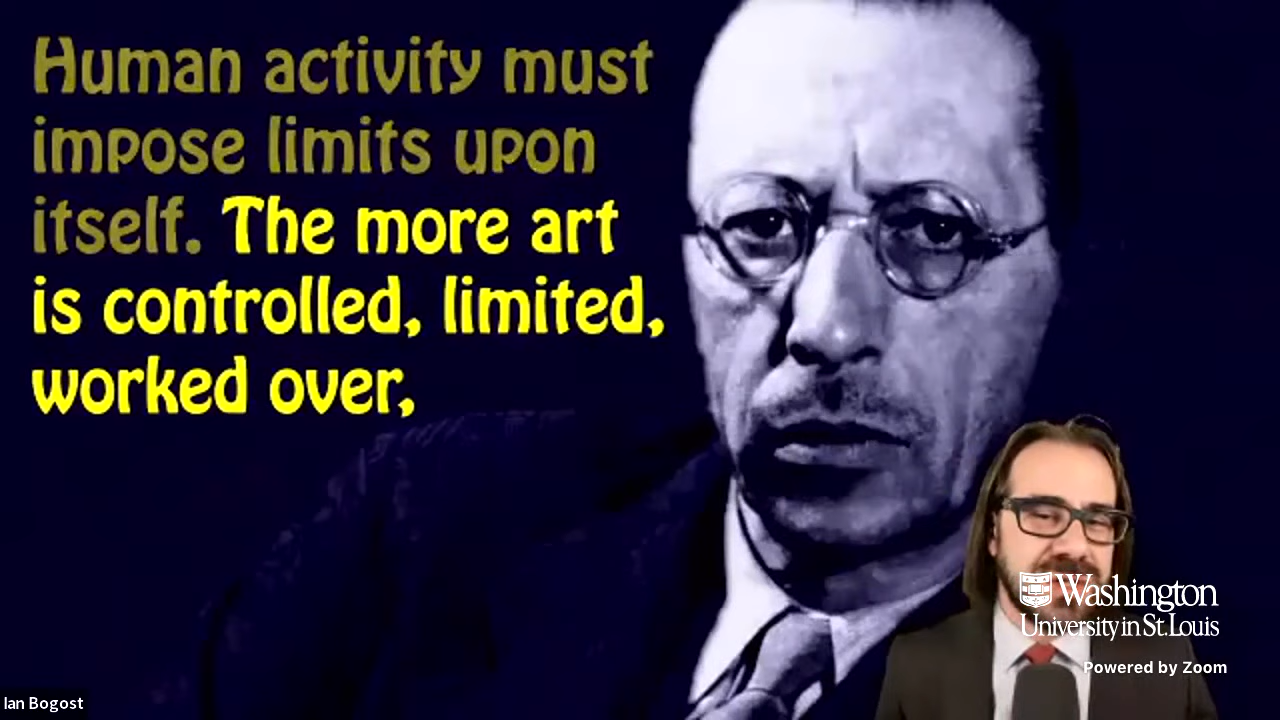 Human activity must
impose limits upon
itself. The more art
is controlled, limited,
worked over,
Washington
University in St. Louis
Powered by Zoom
Ian Bogost